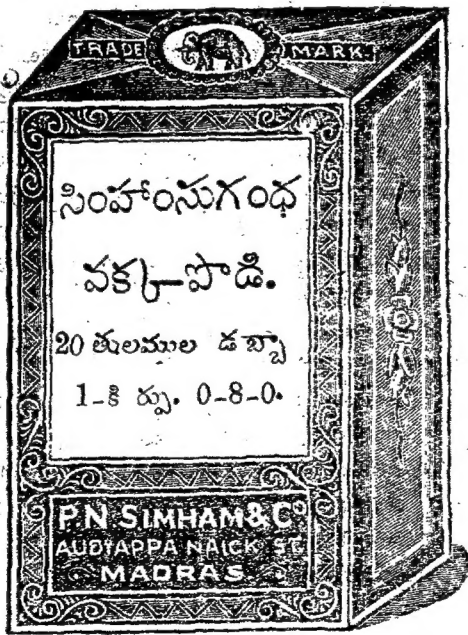 TRADE MARK.
సింహాంసుగంధ
వక్క-పొడి.
20 తులముల డబ్బా
1-కి ర్పు. 0-8-0.
P.N. SIMHAM & Co
AUDIAPPA NAICK ST.
MADRAS